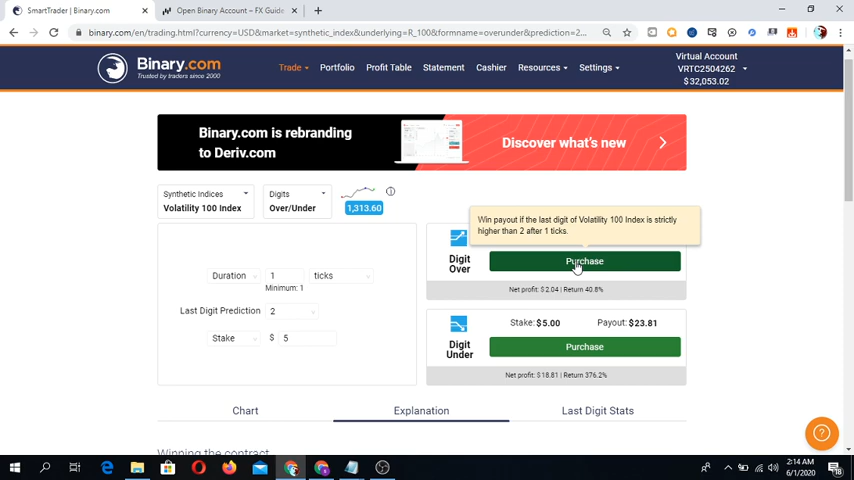 SmartTrader | Binary.com
Open Binary Account – FX Guide
binary.com/en/trading.html?currency=USD&market=synthetic_index&underlying=R_100&formname=overunder&prediction=2...
Binary.com
Trusted by traders since 2000
Trade
Portfolio
Profit Table
Statement
Cashier
Resources
Settings
Virtual Account
VRTC2504262
$32,053.02
Binary.com is rebranding
to Deriv.com
Discover what's new
Synthetic Indices
Volatility 100 Index
Digits
Over/Under
1,313.60
Win payout if the last digit of Volatility 100 Index is strictly
higher than 2 after 1 ticks.
Digit
Over
Purchase
Net profit: $2.04 | Return 40.8%
Duration
1
ticks
Minimum: 1
Last Digit Prediction
2
Stake
$
5
Digit
Under
Stake: $5.00
Payout: $23.81
Purchase
Net profit: $18.81 | Return 376.2%
Chart
Explanation
Last Digit Stats
Winning the contract
2:14 AM
6/1/2020
18